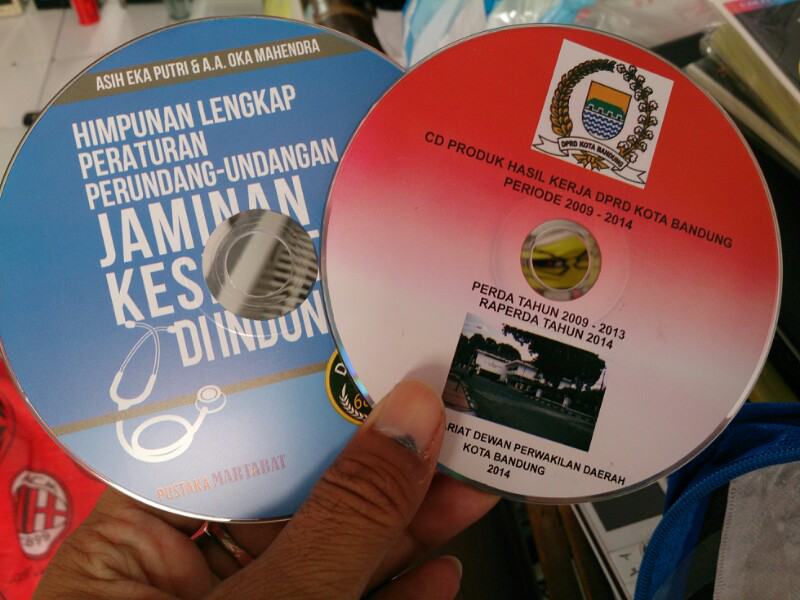 ASIH EKA PUTRI & A.A. OKA MAHENDRA
HIMPUNAN LENGKAP
PERATURAN
PERUNDANG-UNDANGAN
JAMINAN
DI INDON
PUSTAKA MARTABAT
DPRD KOTA BANDUNG
CD PRODUK HASIL KERJA DPRD KOTA BANDUNG
PERIODE 2009 - 2014
PERDA TAHUN 2009 - 2013
RAPERDA TAHUN 2014
ARIAT DEWAN PERWAKILAN DAERAH
KOTA BANDUNG
2014
ACM
1899